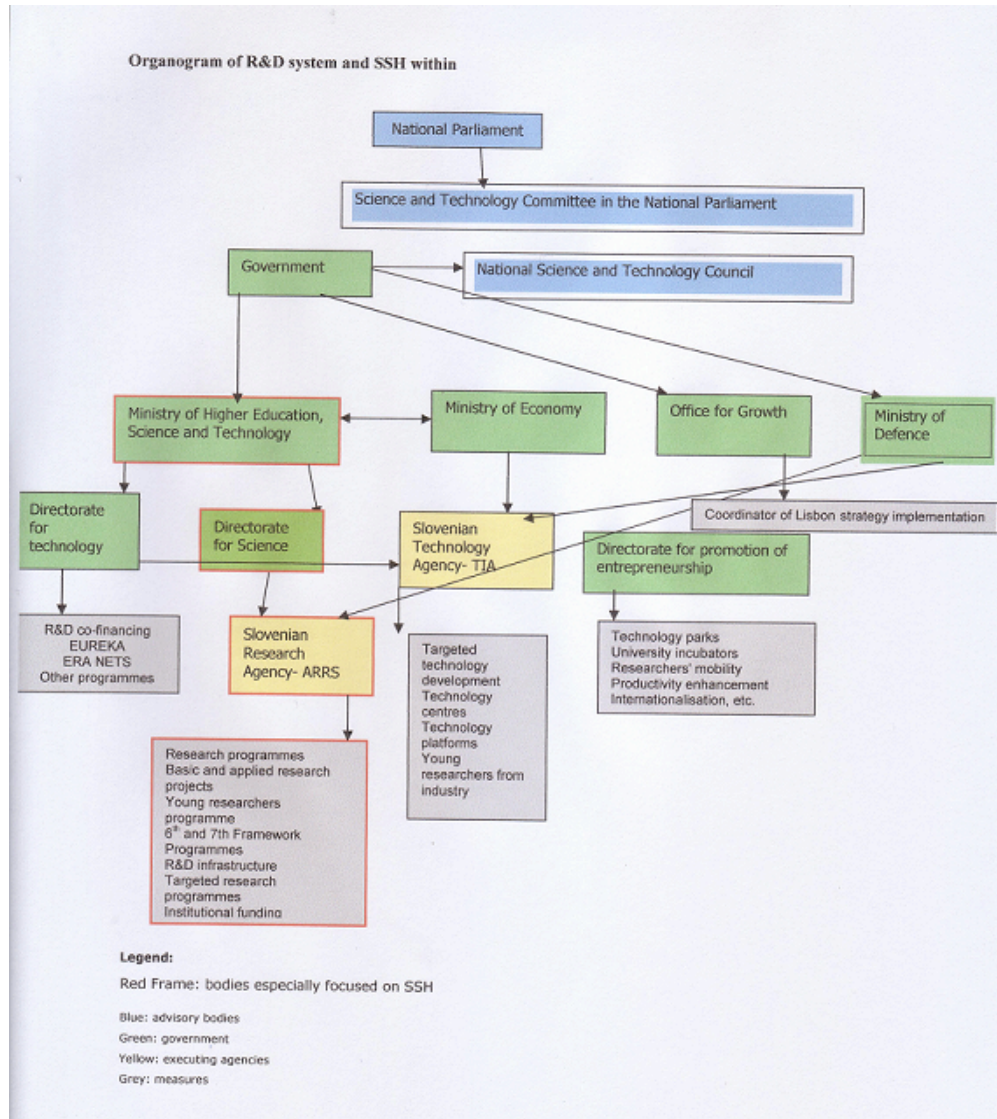 Organogram of R&D system and SSH within
National Parliament
Science and Technology Committee in the National Parliament
Government
National Science and Technology Council
Ministry of Higher Education,
Science and Technology
Ministry of Economy
Office for Growth
Ministry of
Defence
Directorate
for
technology
Directorate
for Science
Slovenian
Technology
Agency- TIA
Coordinator of Lisbon strategy implementation
Directorate for promotion of
entrepreneurship
R&D co-financing
EUREKA
ERA NETS
Other programmes
Slovenian
Research
Agency- ARRS
Targeted
technology
development
Technology
centres
Technology
platforms
Young
researchers from
industry
Technology parks
University incubators
Researchers' mobility
Productivity enhancement
Internationalisation, etc.
Research programmes
Basic and applied research
projects
Young researchers
programme
6th and 7th Framework
Programmes
R&D infrastructure
Targeted research
programmes
Institutional funding
Legend:
Red Frame: bodies especially focused on SSH
Blue: advisory bodies
Green: government
Yellow: executing agencies
Grey: measures